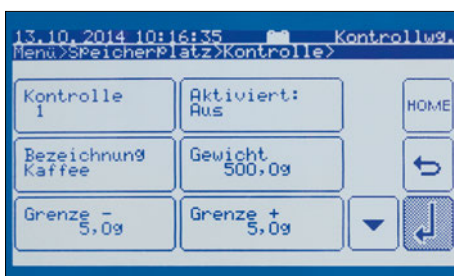 13.10.2014 10:16:35 Kontrollwg.
Menü>Speicherplatz>Kontrolle>
Kontrolle
1
Aktiviert:
Aus
HOME
Bezeichnung
Kaffee
Gewicht
500,0g
Grenze -
5,0g
Grenze +
5,0g